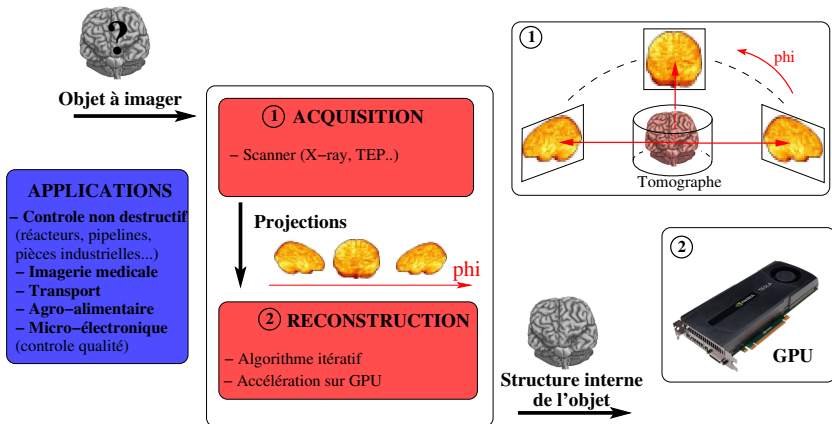 ?
Objet à imager
1 ACQUISITION
– Scanner (X–ray, TEP..)
Projections
phi
2 RECONSTRUCTION
– Algorithme itératif
– Accélération sur GPU
APPLICATIONS
– Controle non destructif
(réacteurs, pipelines,
pièces industrielles...)
– Imagerie medicale
– Transport
– Agro–alimentaire
– Micro–électronique
(controle qualité)
Structure interne
de l'objet
1
phi
Tomographe
2
TESLA
GPU